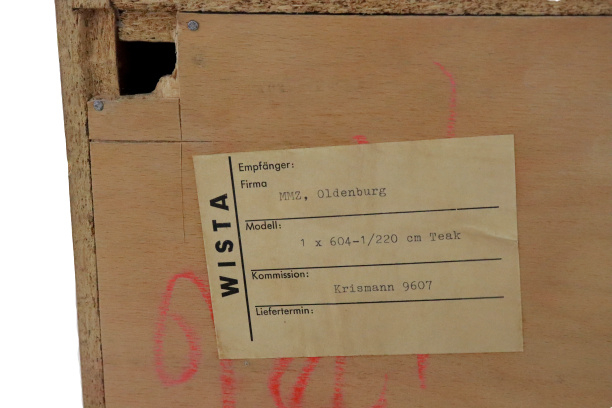 WISTA
Empfänger:
Firma
MMZ, Oldenburg
Modell:
1 x 604-1/220 cm Teak
Kommission:
Krismann 9607
Liefertermin: